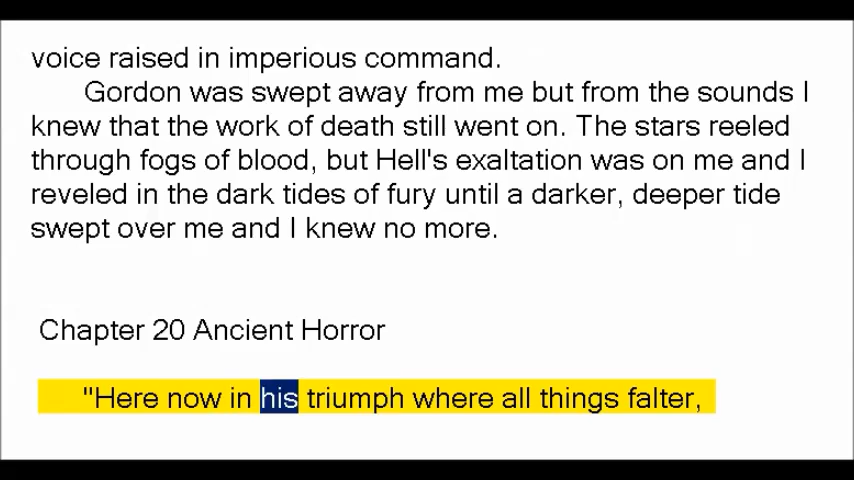 voice raised in imperious command.
Gordon was swept away from me but from the sounds I
knew that the work of death still went on. The stars reeled
through fogs of blood, but Hell's exaltation was on me and I
reveled in the dark tides of fury until a darker, deeper tide
swept over me and I knew no more.
Chapter 20 Ancient Horror
"Here now in his triumph where all things falter,